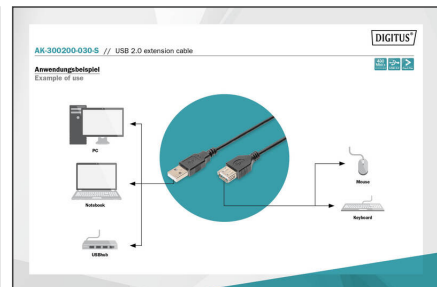 DIGITUS®
AK-300200-030-S // USB 2.0 extension cable
Anwendungsbeispiel
Example of use
PC
Notebook
USBhub
Mouse
Keyboard